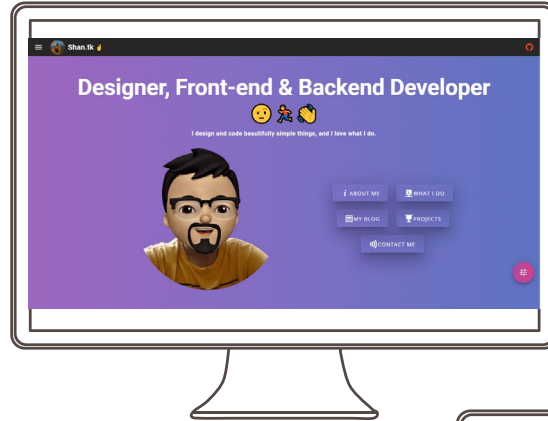 Shan.tk
Designer, Front-end & Backend Developer
I design and code beautifully simple things, and I love what I do.
i ABOUT ME
WHAT I DO
MY BLOG
PROJECTS
CONTACT ME